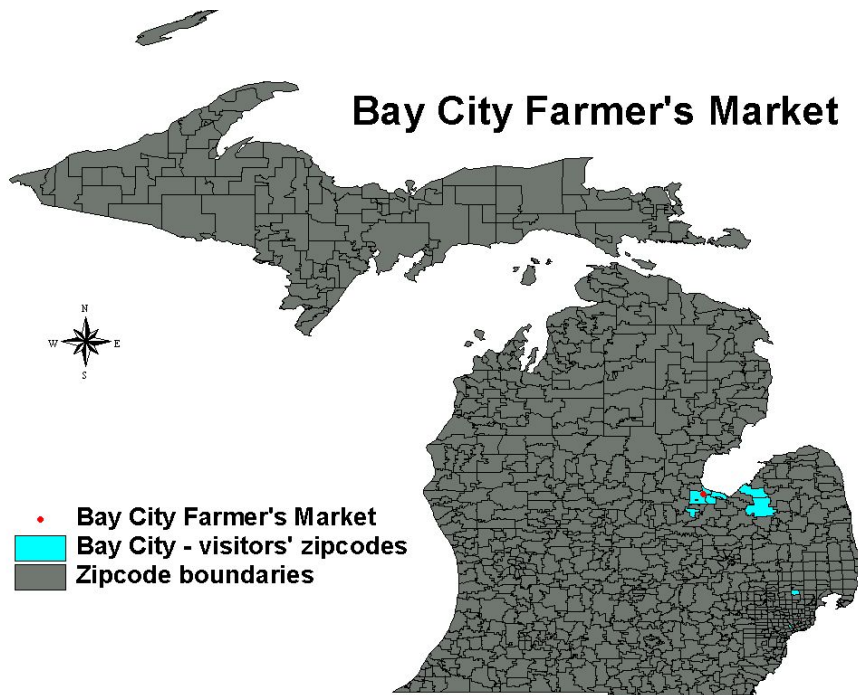 Bay City Farmer's Market
N
W E
S
Bay City Farmer's Market
Bay City - visitors' zipcodes
Zipcode boundaries